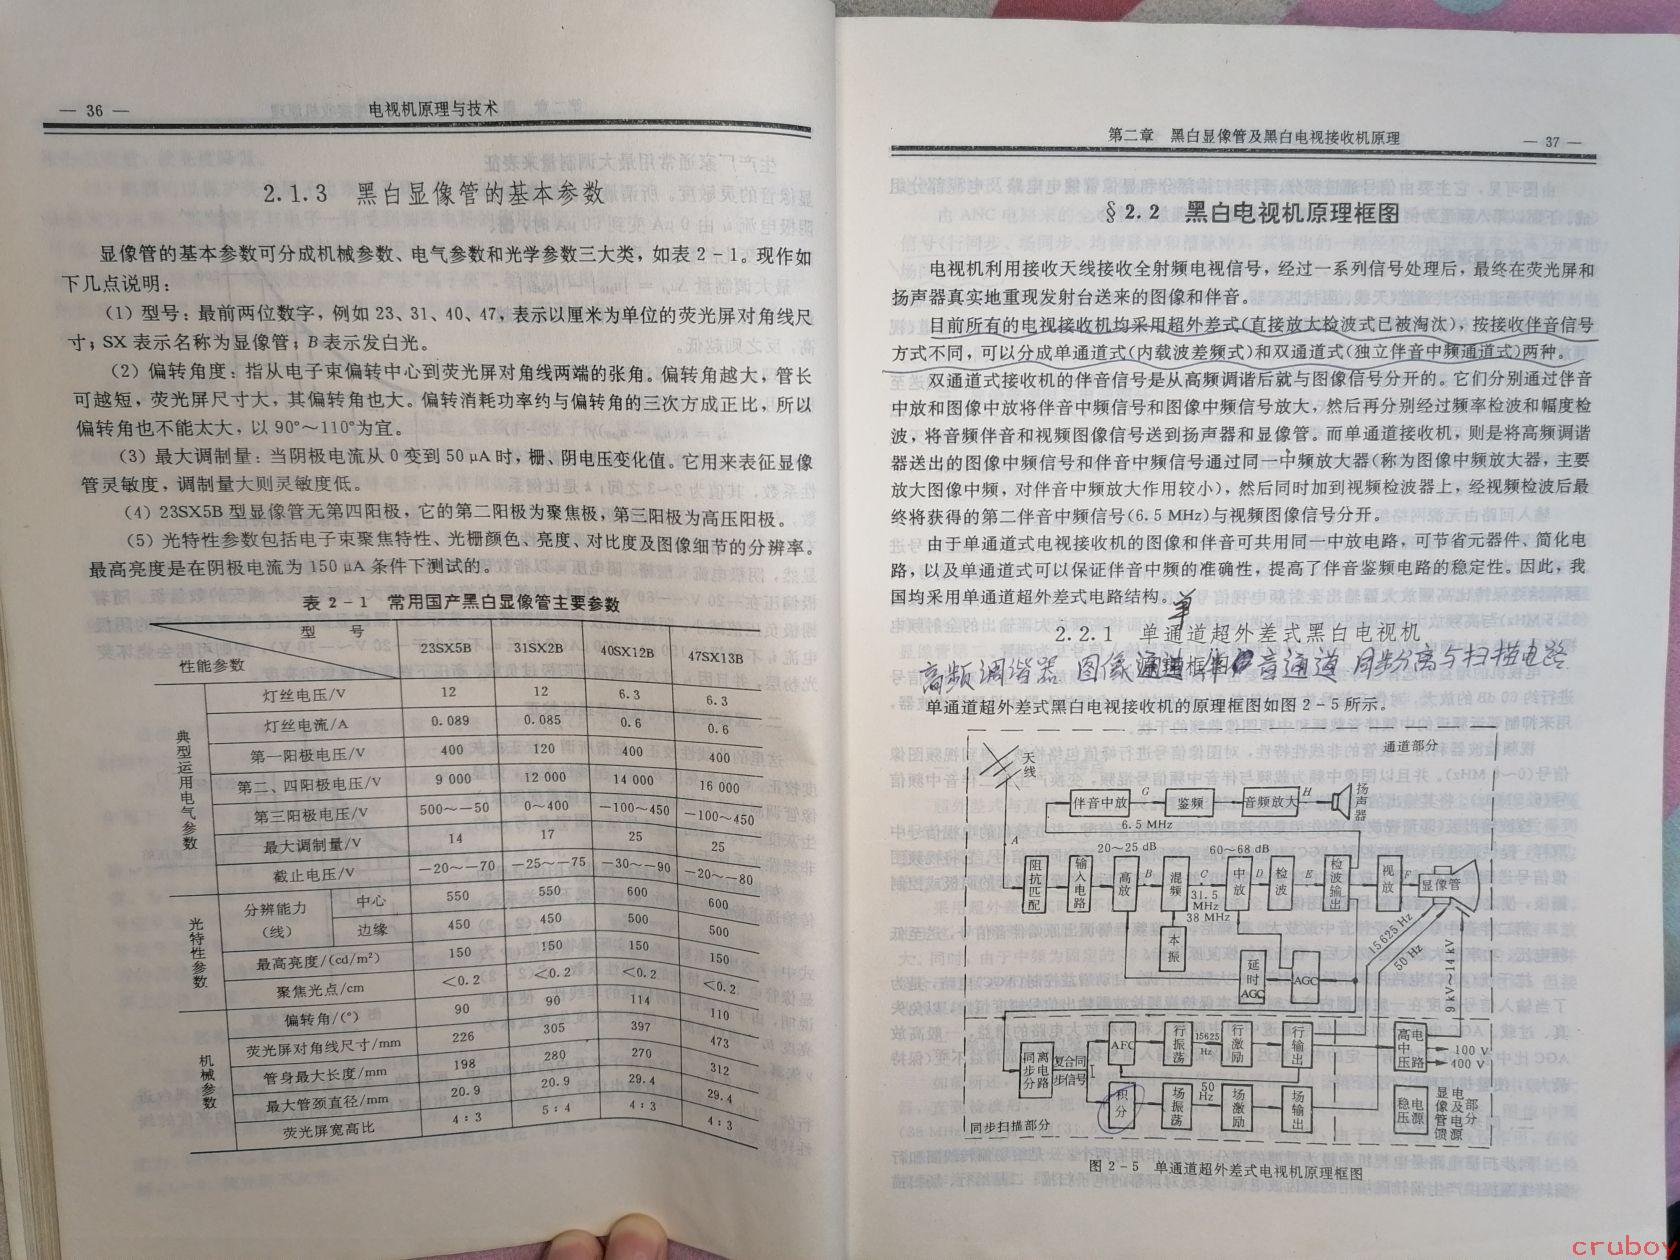 — 36 —
电视机原理与技术
2.1.3 黑白显像管的基本参数
显像管的基本参数可分成机械参数、电气参数和光学参数三大类，如表 2-1。现作如
下几点说明：
（1）型号：最前两位数字，例如 23、31、40、47，表示以厘米为单位的荧光屏对角线尺
寸；SX 表示名称为显像管；B 表示发白光。
（2）偏转角度：指从电子束偏转中心到荧光屏对角线两端的张角。偏转角越大，管长
可越短，荧光屏尺寸大，其偏转角也大。偏转消耗功率约与偏转角的三次方成正比，所以
偏转角也不能太大，以 90°～110°为宜。
（3）最大调制量：当阴极电流从 0 变到 50 μA 时，栅、阴电压变化值。它用来表征显像
管灵敏度，调制量大则灵敏度低。
（4）23SX5B 型显像管无第四阳极，它的第二阳极为聚焦极，第三阳极为高压阳极。
（5）光特性参数包括电子束聚焦特性、光栅颜色、亮度、对比度及图像细节的分辨率。
最高亮度是在阴极电流为 150 μA 条件下测试的。
表 2-1 常用国产黑白显像管主要参数
型 号 23SX5B 31SX2B 40SX12B 47SX13B
性能参数
典型运用电气参数
灯丝电压/V 12 12 6.3 6.3
灯丝电流/A 0.089 0.085 0.6 0.6
第一阳极电压/V 400 120 400 400
第二、四阳极电压/V 9 000 12 000 14 000 16 000
第三阳极电压/V 500～-50 0～400 -100～450 -100～450
最大调制量/V 14 17 25 25
截止电压/V -20～-70 -25～-75 -30～-90 -20～-80
光特性参数
分辨能力（线） 中心 550 550 600 600
边缘 450 450 500 500
最高亮度/(cd/m²) 150 150 150 150
聚焦光点/cm <0.2 <0.2 <0.2 <0.2
机械参数
偏转角/(°) 90 90 114 110
荧光屏对角线尺寸/mm 226 305 397 473
管身最大长度/mm 198 280 270 312
最大管颈直径/mm 20.9 20.9 29.4 29.4
荧光屏宽高比 4:3 5:4 4:3 4:3
第二章 黑白显像管及黑白电视接收机原理
— 37 —
§2.2 黑白电视机原理框图
电视机利用接收天线接收全射频电视信号，经过一系列信号处理后，最终在荧光屏和
扬声器真实地重现发射台送来的图像和伴音。
目前所有的电视接收机均采用超外差式(直接放大检波式已被淘汰)，按接收伴音信号
方式不同，可以分成单通道式(内载波差频式)和双通道式(独立伴音中频通道式)两种。
双通道式接收机的伴音信号是从高频调谐后就与图像信号分开的。它们分别通过伴音
中放和图像中放将伴音中频信号和图像中频信号放大，然后再分别经过频率检波和幅度检
波，将音频伴音和视频图像信号送到扬声器和显像管。而单通道接收机，则是将高频调谐
器送出的图像中频信号和伴音中频信号通过同一中频放大器(称为图像中频放大器，主要
放大图像中频，对伴音中频放大作用较小)，然后同时加到视频检波器上，经视频检波后最
终将获得的第二伴音中频信号(6.5 MHz)与视频图像信号分开。
由于单通道式电视接收机的图像和伴音可共用同一中放电路，可节省元器件、简化电
路，以及单通道式可以保证伴音中频的准确性，提高了伴音鉴频电路的稳定性。因此，我
国均采用单通道超外差式电路结构。
单
2.2.1 单通道超外差式黑白电视机
原理框图
高频调谐器 图像通道 伴音通道 同步分离与扫描电路
单通道超外差式黑白电视接收机的原理框图如图 2-5 所示。
天线
通道部分
伴音中放
G
鉴频
音频放大
H
扬声器
6.5 MHz
A
20～25 dB
60～68 dB
阻抗匹配
输入电路
高放
B
混频
C
31.5 MHz
38 MHz
中放
D
检波
E
检波输出
视放
F
显像管
本振
延时AGC
AGC
15625 Hz
50 Hz
9 kV～14 kV
同步分离电路
复合同步信号
I
AFC
行振荡
15625 Hz
行激励
行输出
高中压电路
100 V
400 V
积分
场振荡
50 Hz
场激励
场输出
稳压电源
显像管及馈电部分电源
同步扫描部分
图 2-5 单通道超外差式电视机原理框图
cruboy